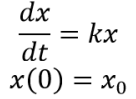 dx/dt = kx
x(0) = x₀